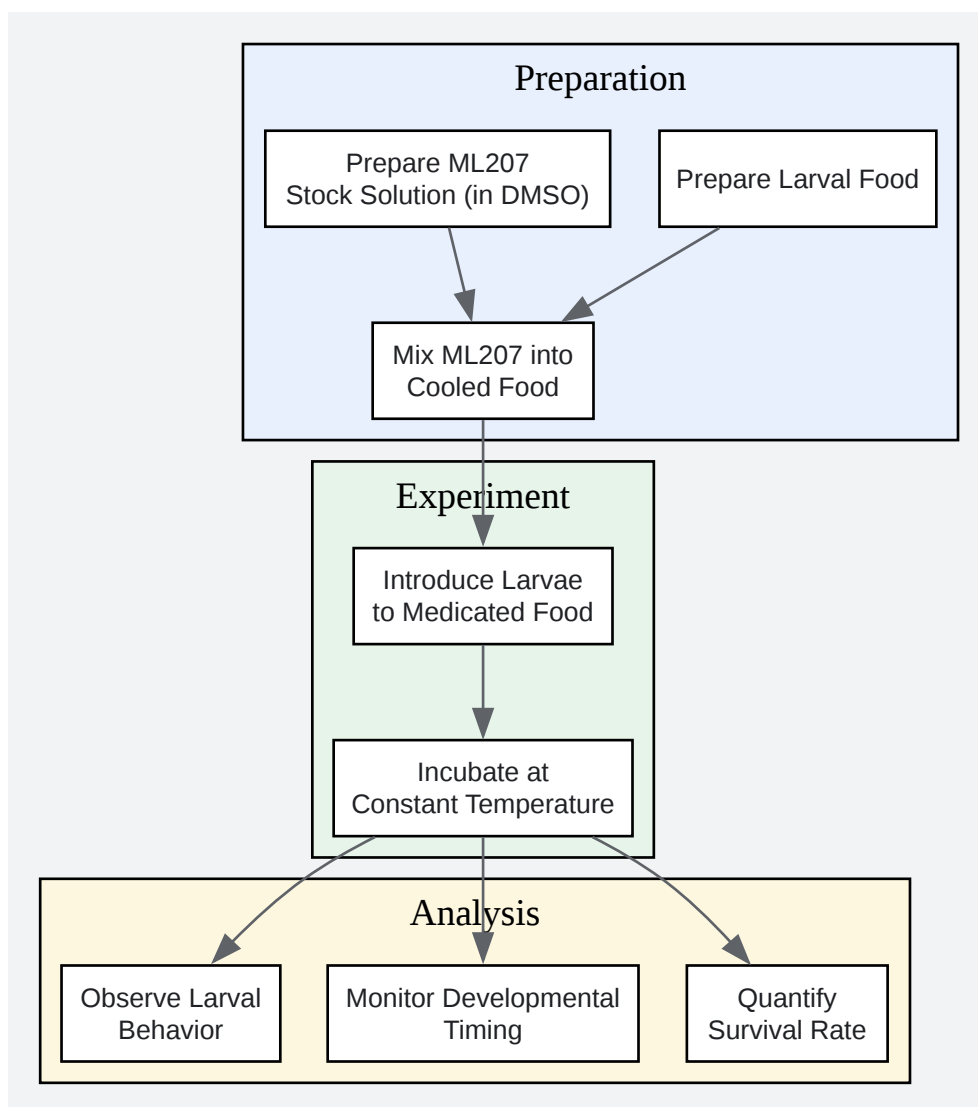 Preparation
Prepare ML207
Stock Solution (in DMSO)
Prepare Larval Food
Mix ML207 into
Cooled Food
Experiment
Introduce Larvae
to Medicated Food
Incubate at
Constant Temperature
Analysis
Observe Larval
Behavior
Monitor Developmental
Timing
Quantify
Survival Rate